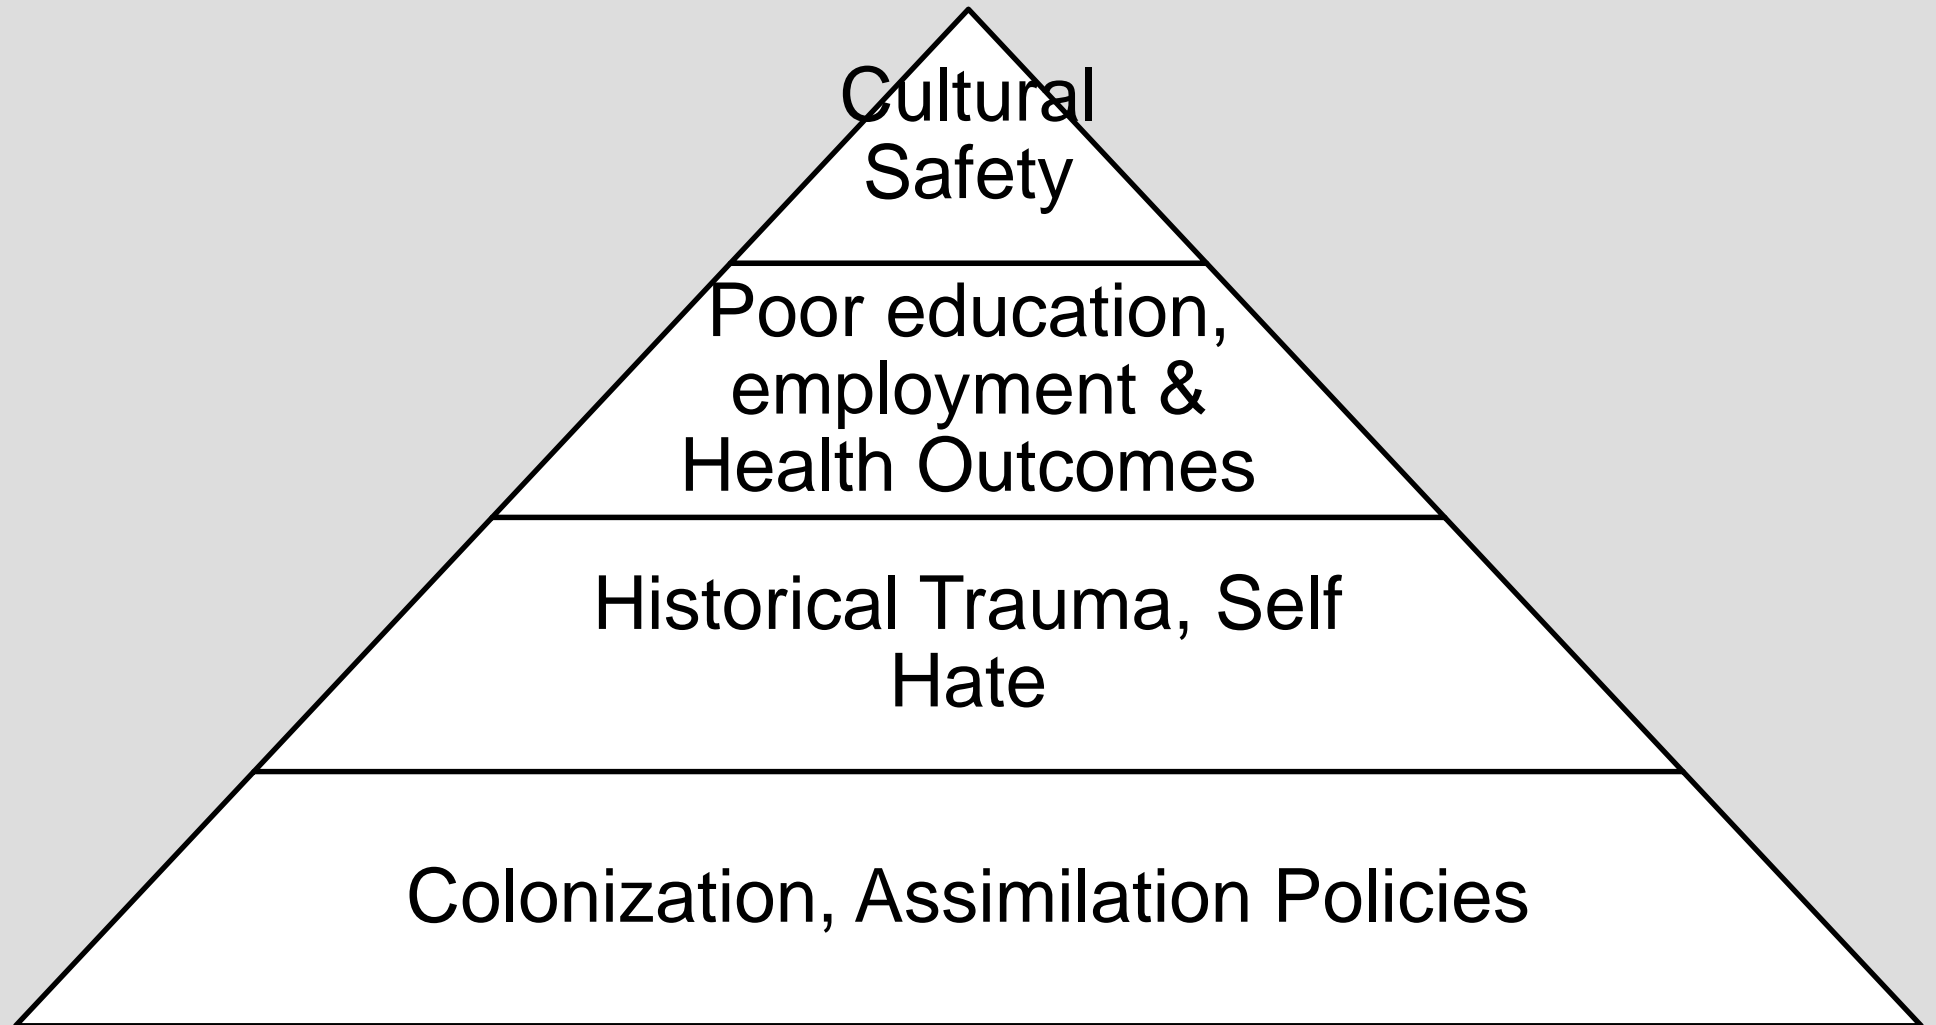 Cultural
Safety
Poor education,
employment &
Health Outcomes
Historical Trauma, Self
Hate
Colonization, Assimilation Policies